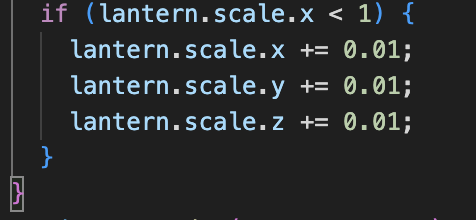 if (lantern.scale.x < 1) {
lantern.scale.x += 0.01;
lantern.scale.y += 0.01;
lantern.scale.z += 0.01;
}
}